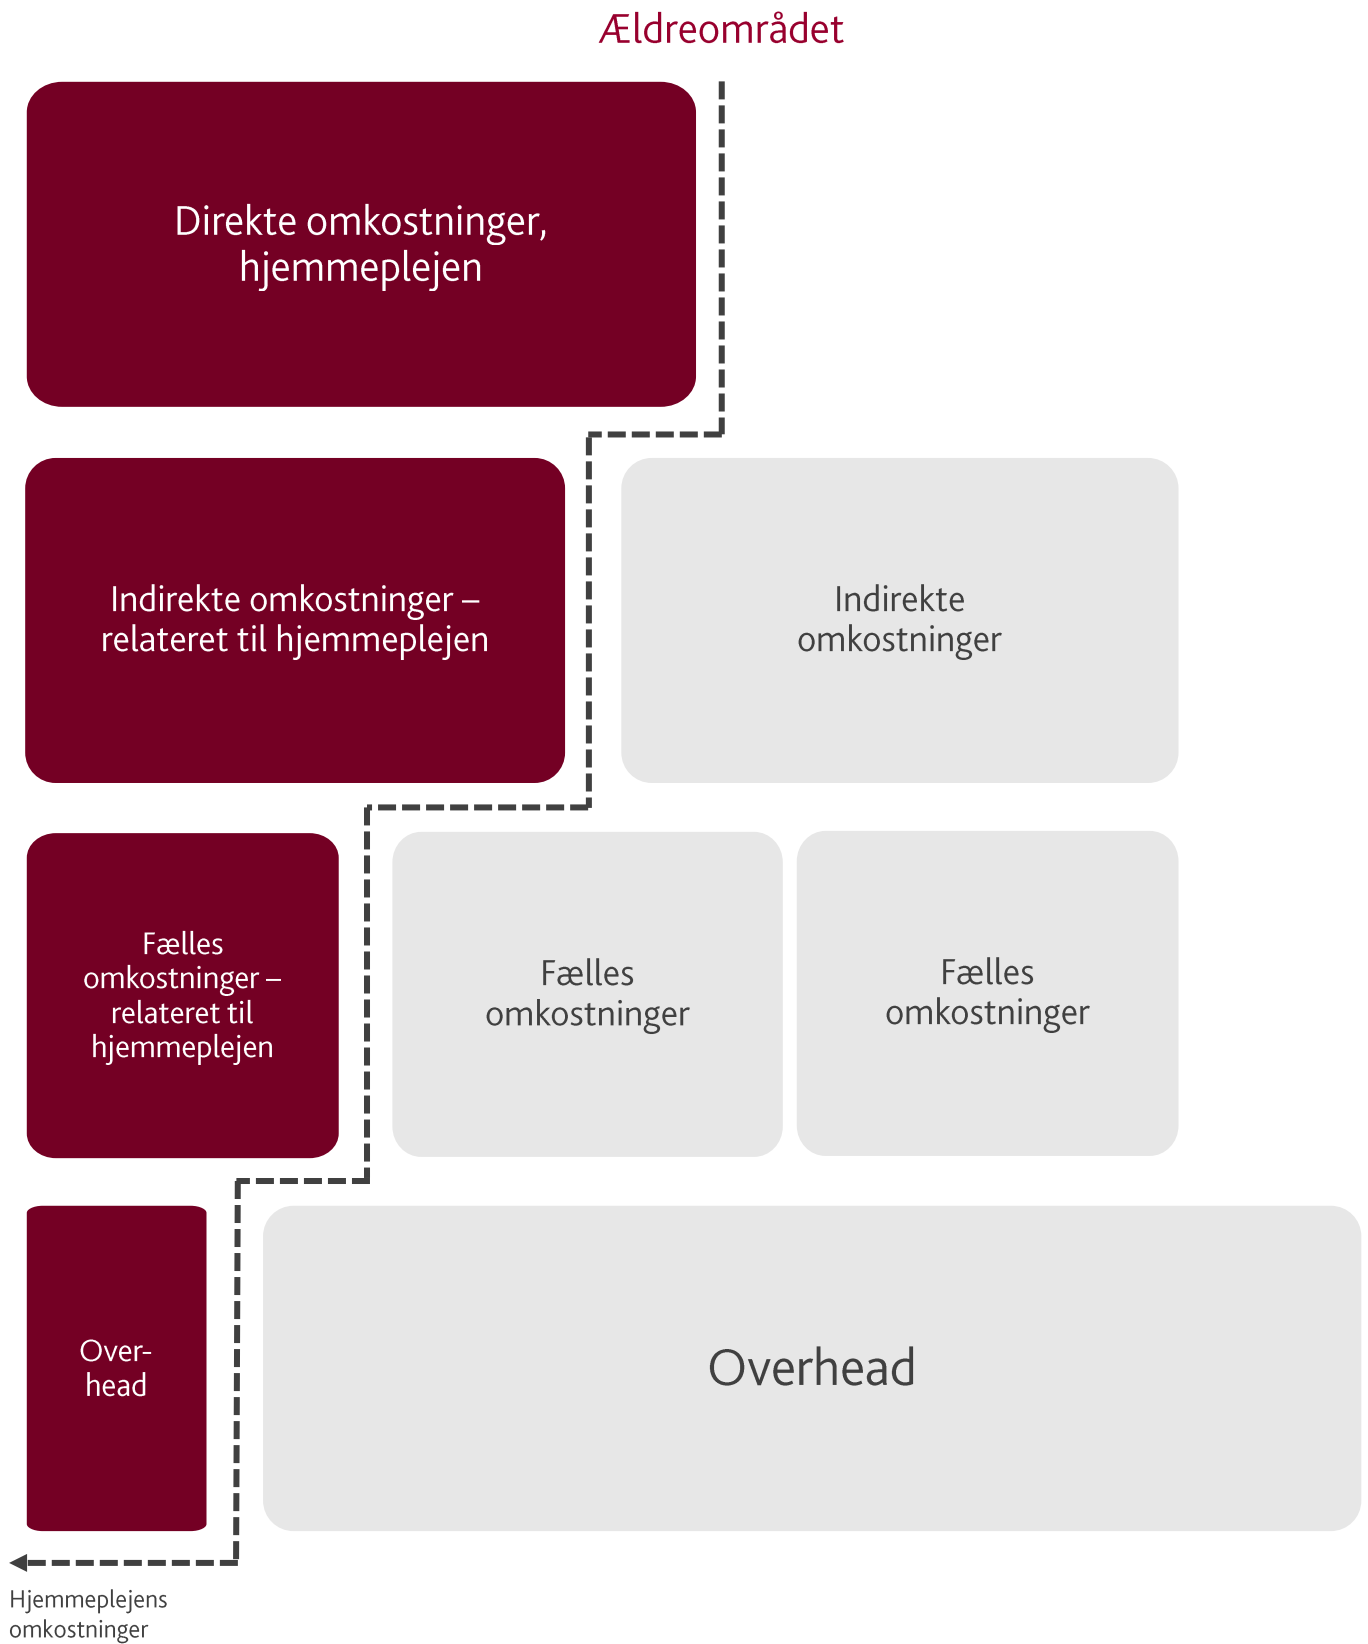 Ældreområdet
Direkte omkostninger,
hjemmeplejen
Indirekte omkostninger –
relateret til hjemmeplejen
Indirekte
omkostninger
Fælles
omkostninger –
relateret til
hjemmeplejen
Fælles
omkostninger
Fælles
omkostninger
Over-
head
Overhead
Hjemmeplejens
omkostninger